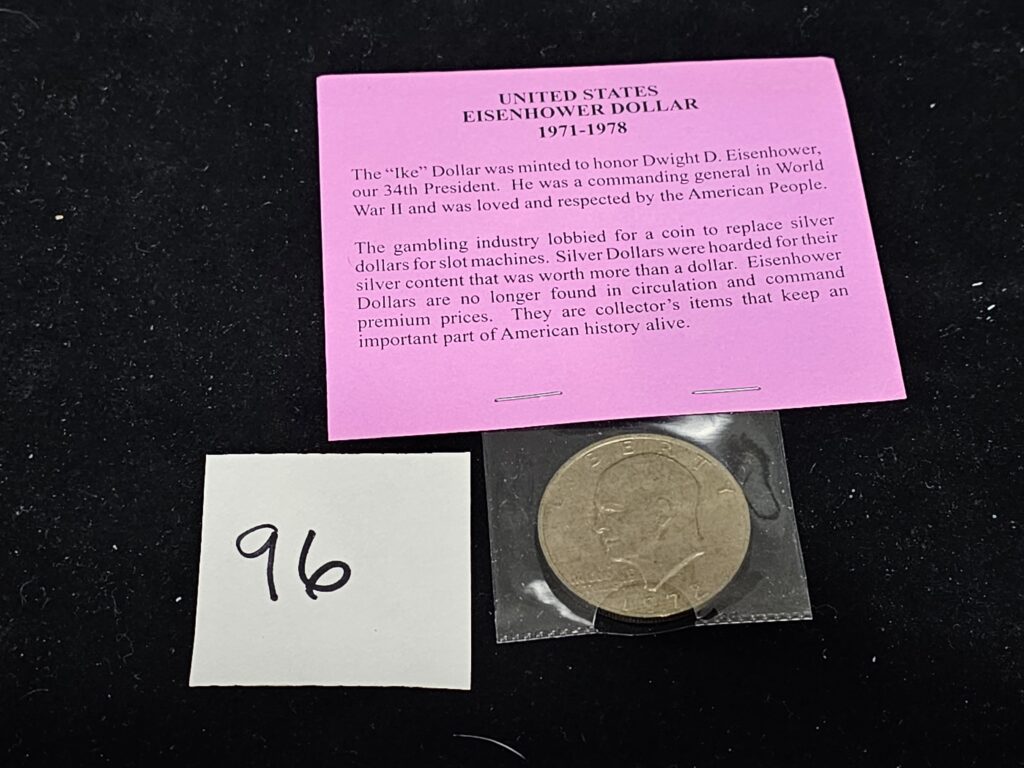 UNITED STATES
EISENHOWER DOLLAR
1971-1978
The “Ike” Dollar was minted to honor Dwight D. Eisenhower,
our 34th President. He was a commanding general in World
War II and was loved and respected by the American People.
The gambling industry lobbied for a coin to replace silver
dollars for slot machines. Silver Dollars were hoarded for their
silver content that was worth more than a dollar. Eisenhower
Dollars are no longer found in circulation and command
premium prices. They are collector’s items that keep an
important part of American history alive.
96
LIBERTY